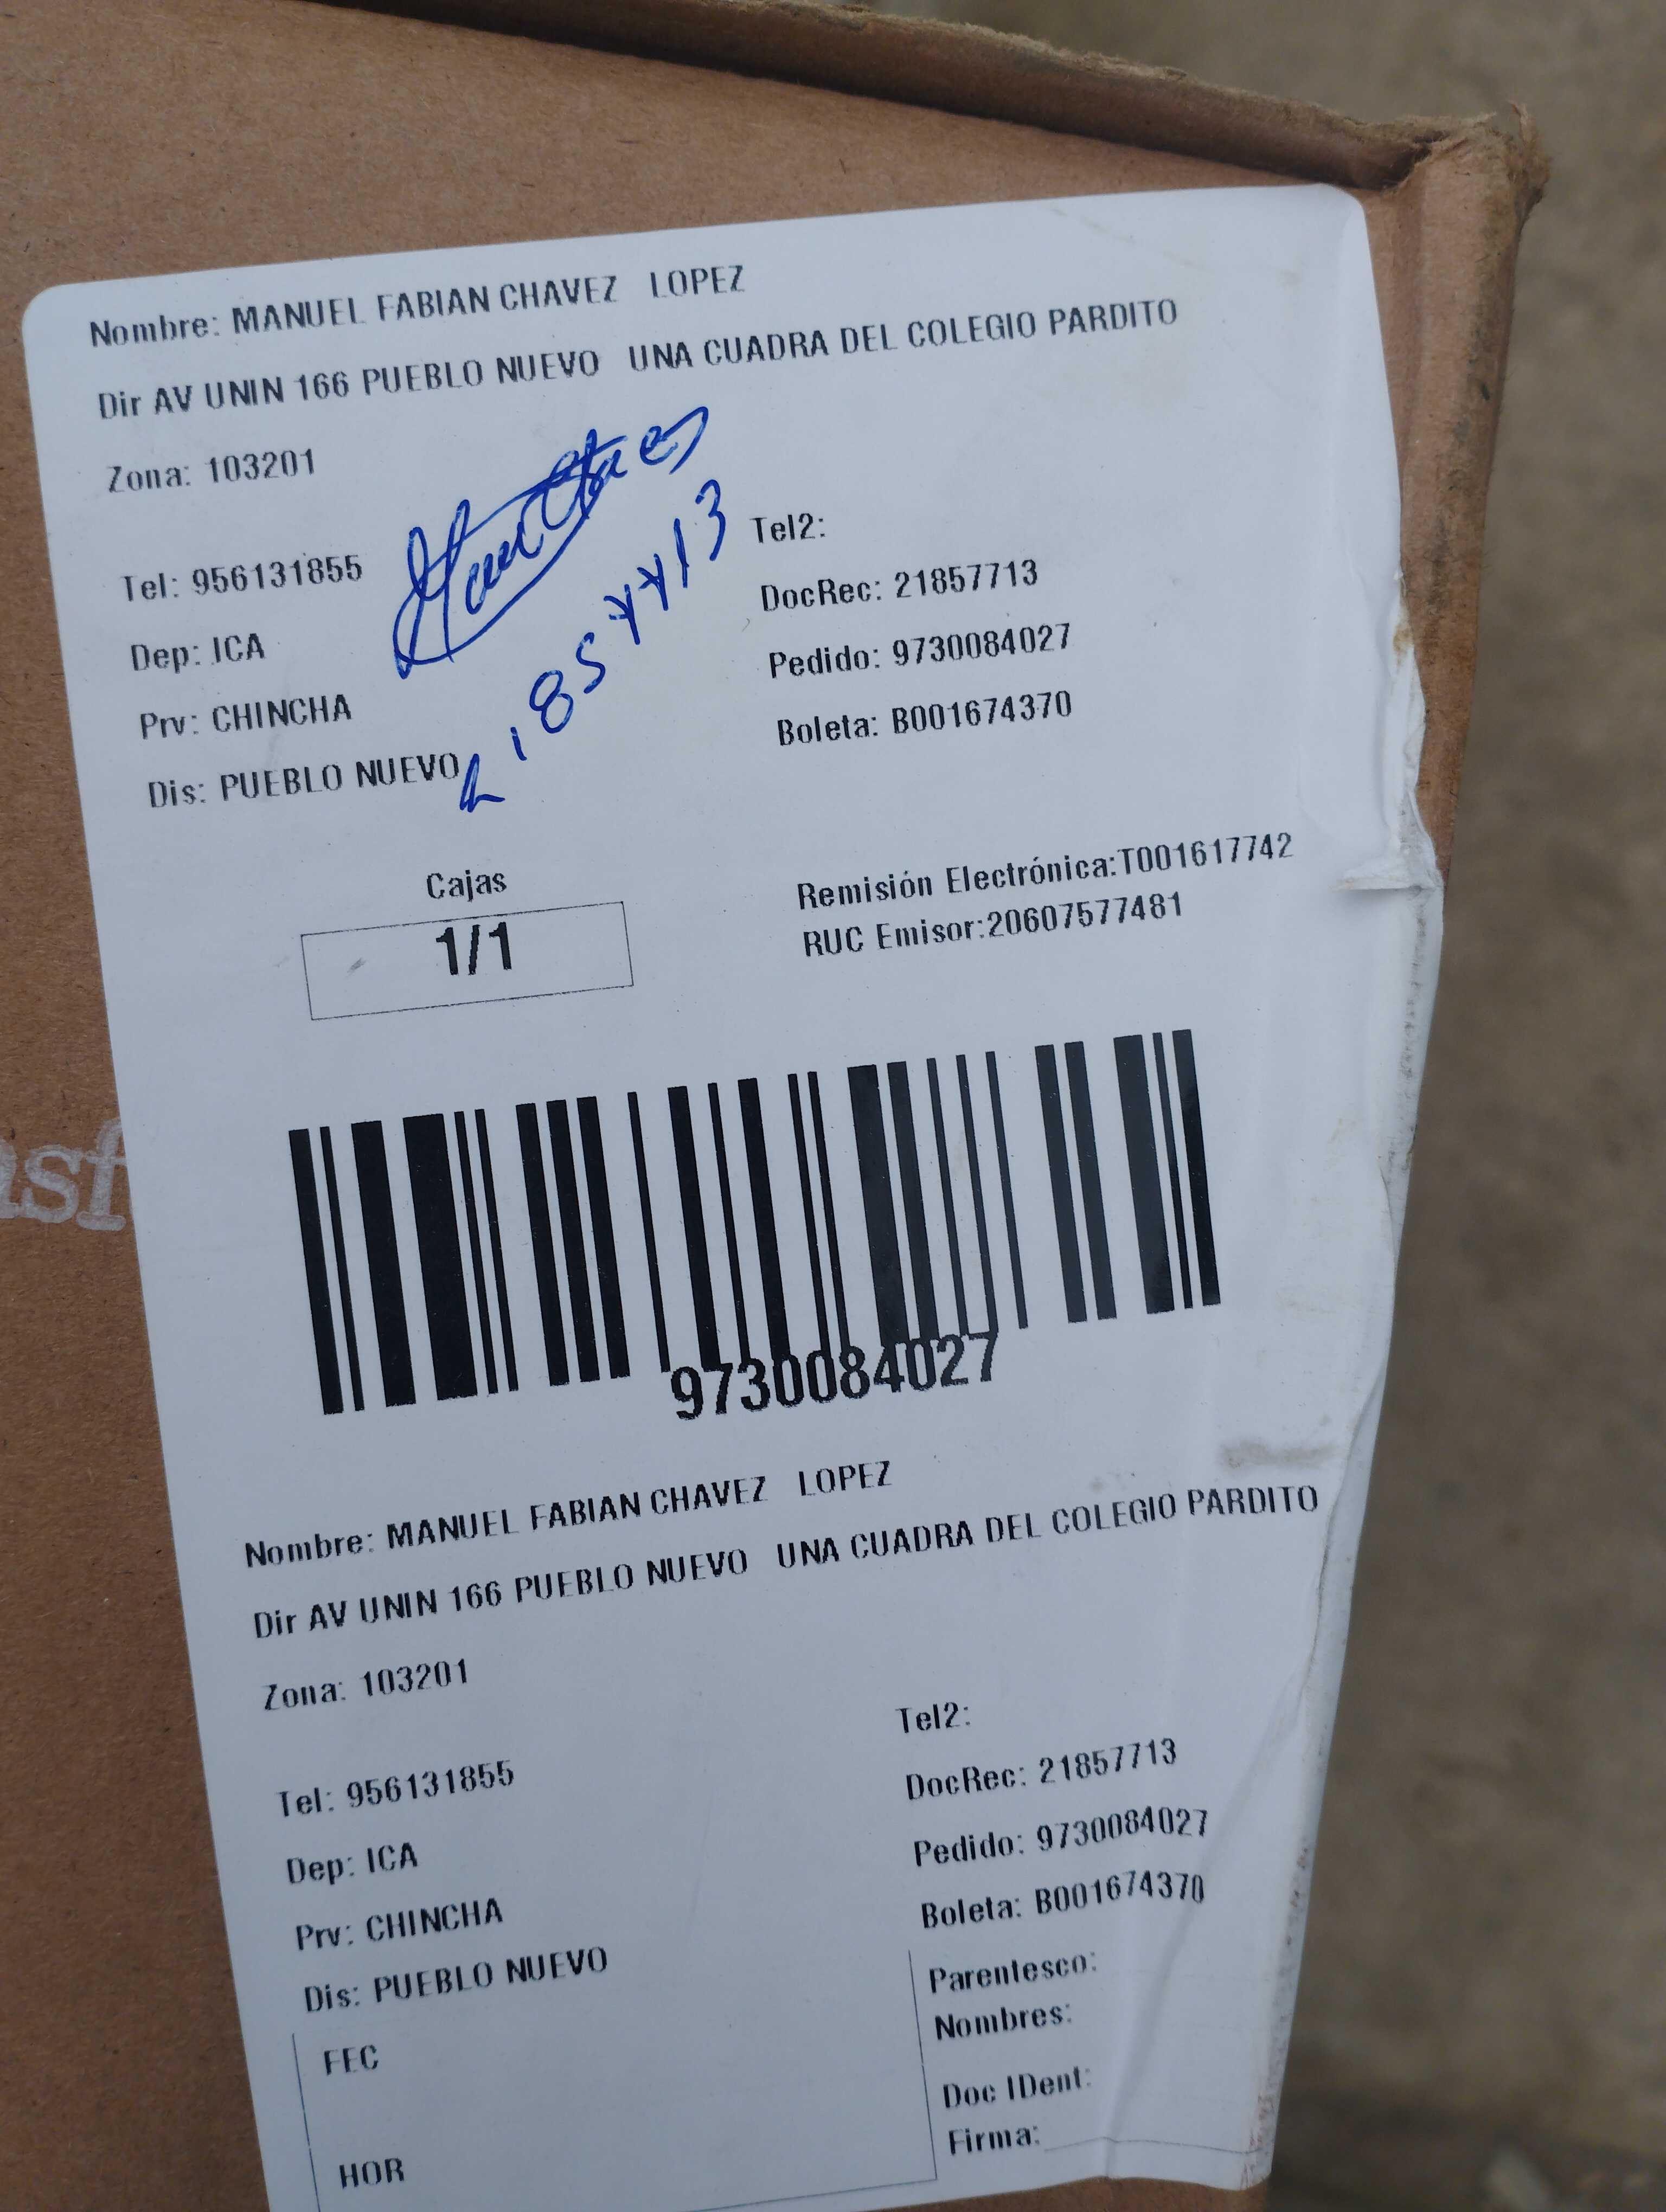 Nombre: MANUEL FABIAN CHAVEZ LOPEZ
Dir AV UNIN 166 PUEBLO NUEVO UNA CUADRA DEL COLEGIO PARDITO
Zona: 103201
Tel: 956131855
Tel2:
Dep: ICA
DocRec: 21857713
Prv: CHINCHA
Pedido: 9730084027
Dis: PUEBLO NUEVO
Boleta: B001674370
21857713
Cajas
1/1
Remisión Electrónica:T001617742
RUC Emisor:20607577481
9730084027
Nombre: MANUEL FABIAN CHAVEZ LOPEZ
Dir AV UNIN 166 PUEBLO NUEVO UNA CUADRA DEL COLEGIO PARDITO
Zona: 103201
Tel: 956131855
Tel2:
Dep: ICA
DocRec: 21857713
Prv: CHINCHA
Pedido: 9730084027
Dis: PUEBLO NUEVO
Boleta: B001674370
FEC
HOR
Parentesco:
Nombres:
Doc IDent:
Firma: